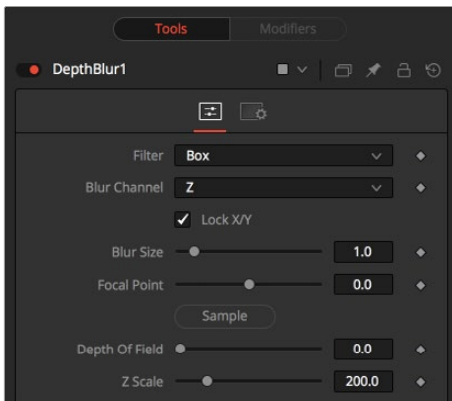 Tools Modifiers
DepthBlur1
Filter Box
Blur Channel Z
Lock X/Y
Blur Size 1.0
Focal Point 0.0
Sample
Depth Of Field 0.0
Z Scale 200.0